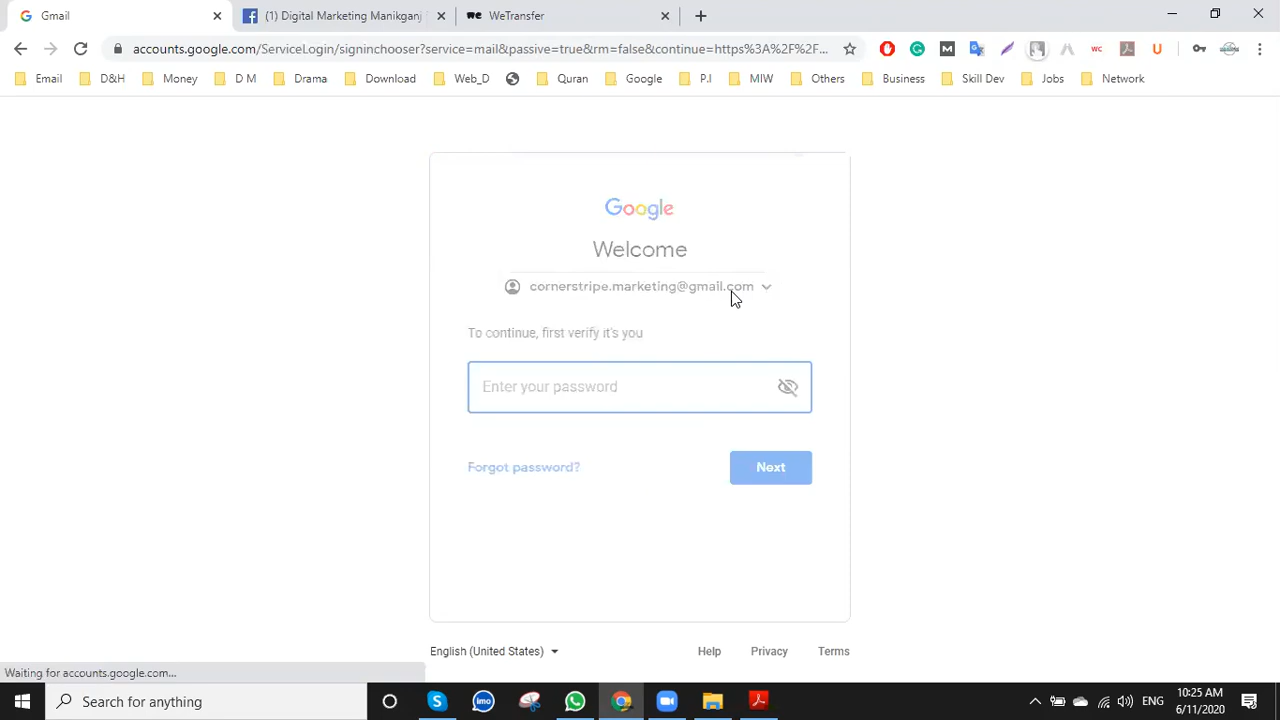 Gmail
(1) Digital Marketing Manikganj
WeTransfer
accounts.google.com/ServiceLogin/signinchooser?service=mail&passive=true&rm=false&continue=https%3A%2F%2F...
Email
D&H
Money
D M
Drama
Download
Web_D
Quran
Google
P.I
MIW
Others
Business
Skill Dev
Jobs
Network
Google
Welcome
cornerstripe.marketing@gmail.com
To continue, first verify it's you
Enter your password
Forgot password?
Next
English (United States)
Help
Privacy
Terms
Waiting for accounts.google.com...
Search for anything
ENG
10:25 AM
6/11/2020